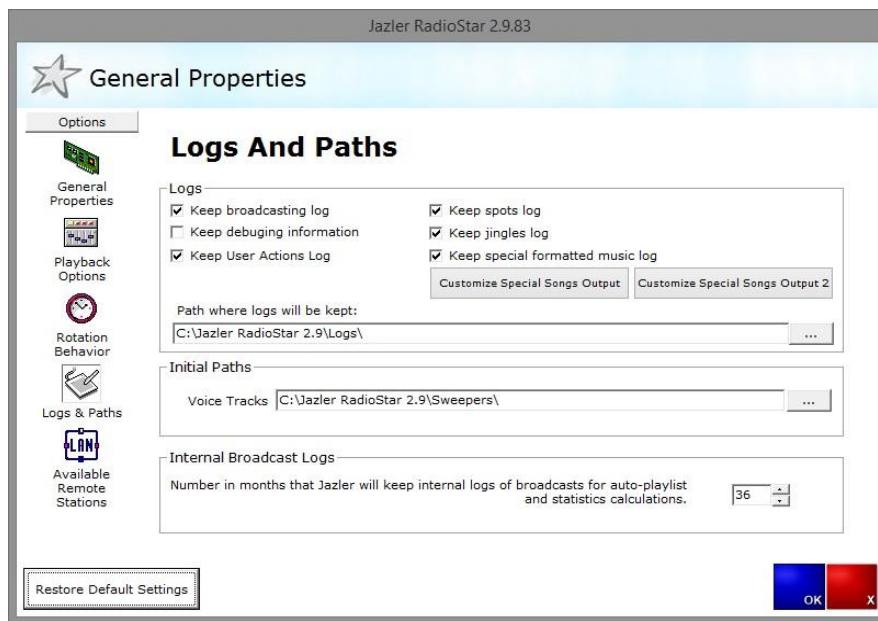 Jazler RadioStar 2.9.83
General Properties
Options
General
Properties
Playback
Options
Rotation
Behavior
Logs & Paths
LAN
Available
Remote
Stations
Logs And Paths
Logs
Keep broadcasting log
Keep debuging information
Keep User Actions Log
Keep spots log
Keep jingles log
Keep special formatted music log
Customize Special Songs Output
Customize Special Songs Output 2
Path where logs will be kept:
C:\Jazler RadioStar 2.9\Logs\
...
Initial Paths
Voice Tracks
C:\Jazler RadioStar 2.9\Sweepers\
...
Internal Broadcast Logs
Number in months that Jazler will keep internal logs of broadcasts for auto-playlist
and statistics calculations.
36
Restore Default Settings
OK
X